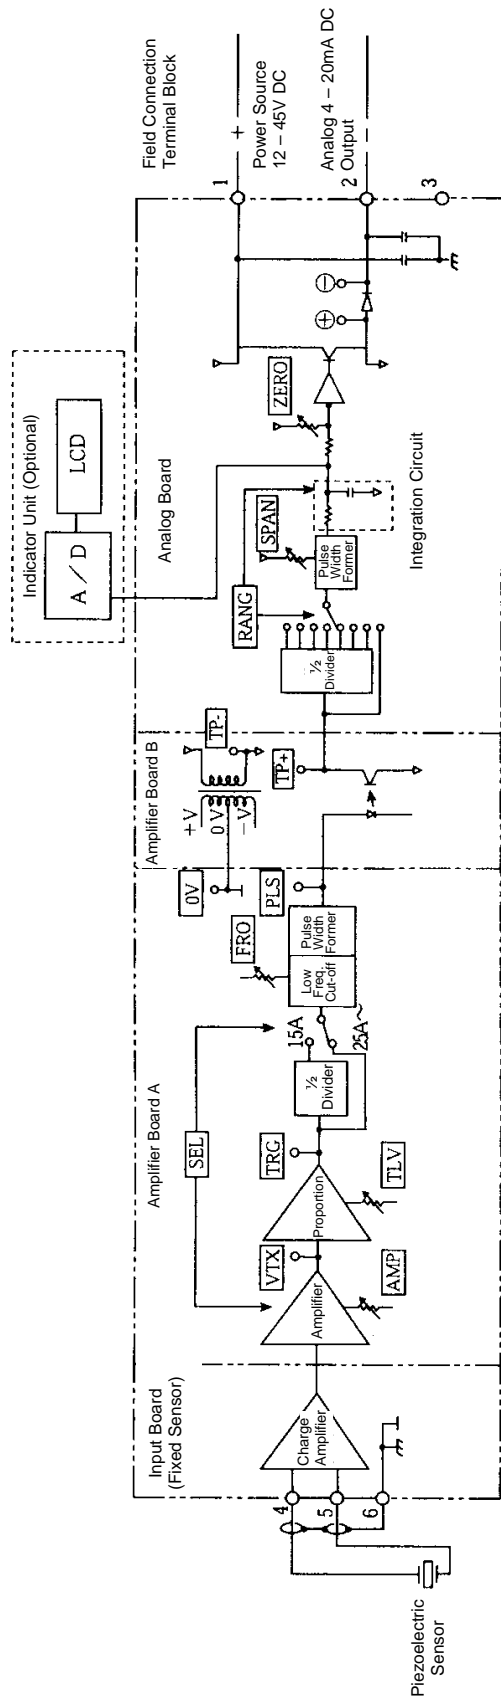 Piezoelectric
Sensor
4
5
6
Input Board
(Fixed Sensor)
Charge
Amplifier
Amplifier Board A
SEL
Amplifier
AMP
VTX
Proportion
TLV
TRG
½
Divider
15A
25A~
FRO
Low
Freq.
Cut-off
Pulse
Width
Former
PLS
0V
Amplifier Board B
+V
0V
-V
TP-
TP+
Analog Board
½
Divider
RANG
SPAN
Pulse
Width
Former
Integration Circuit
ZERO
+
−
Indicator Unit (Optional)
A/D
LCD
Field Connection
Terminal Block
1
2
3
+
Power Source
12 – 45V DC
Analog 4 – 20mA DC
Output
−